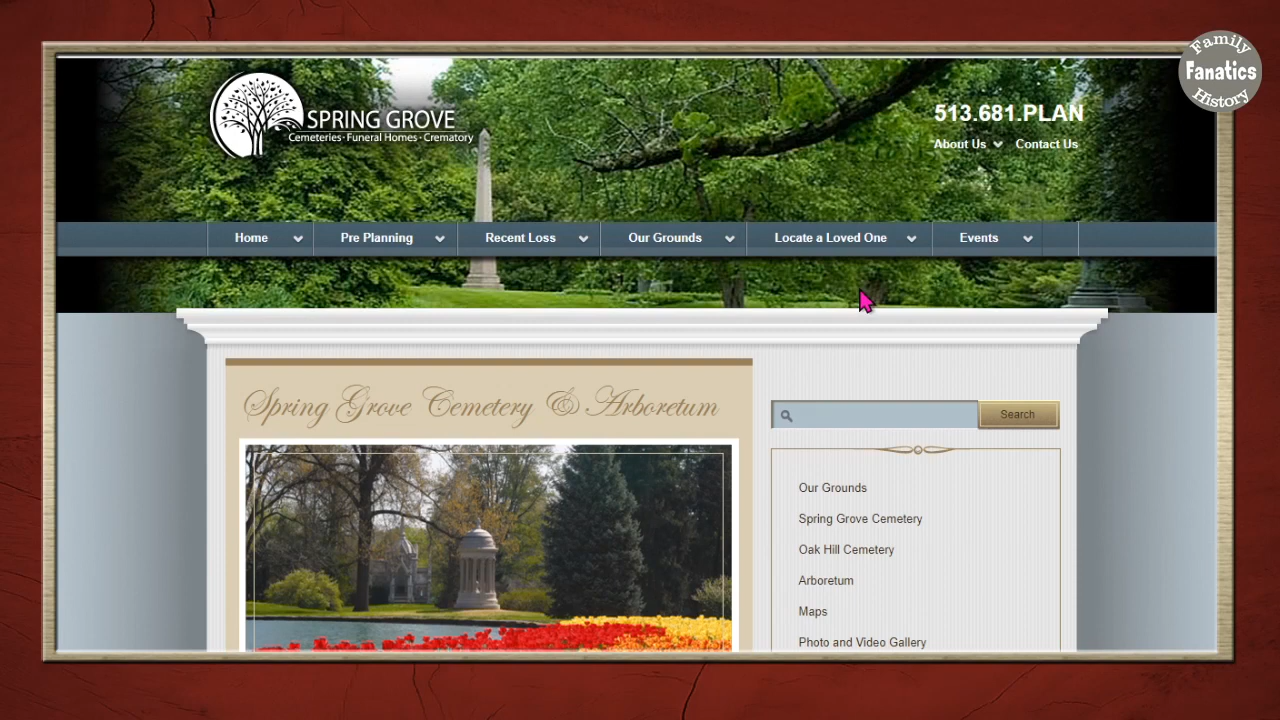 Family
Fanatics
History
SPRING GROVE
Cemeteries · Funeral Homes · Crematory
513.681.PLAN
About Us
Contact Us
Home
Pre Planning
Recent Loss
Our Grounds
Locate a Loved One
Events
Spring Grove Cemetery & Arboretum
Search
Our Grounds
Spring Grove Cemetery
Oak Hill Cemetery
Arboretum
Maps
Photo and Video Gallery